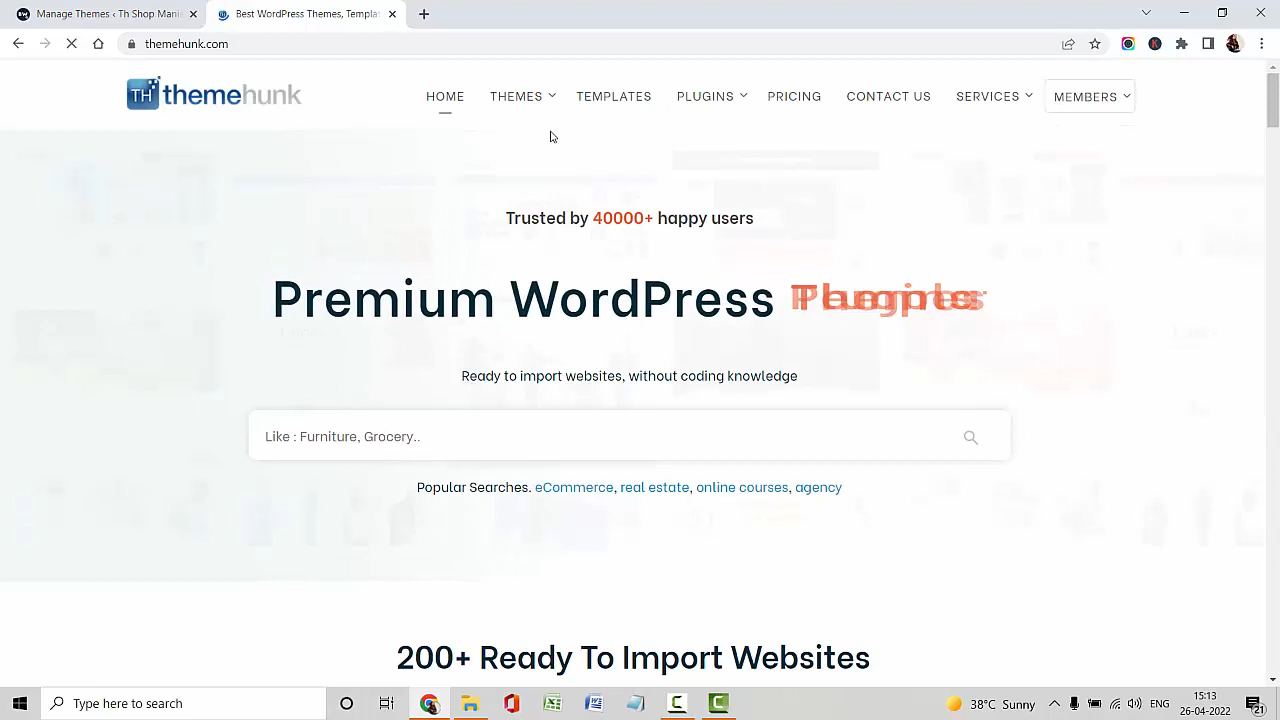 Manage Themes ‹ Th Shop Mani
Best WordPress Themes, Templat
themehunk.com
TH themehunk
HOME
THEMES
TEMPLATES
PLUGINS
PRICING
CONTACT US
SERVICES
MEMBERS
Trusted by 40000+ happy users
Premium WordPress
Ready to import websites, without coding knowledge
Like : Furniture, Grocery..
Popular Searches. eCommerce, real estate, online courses, agency
200+ Ready To Import Websites
Type here to search
38°C Sunny
ENG
15:13
26-04-2022
21